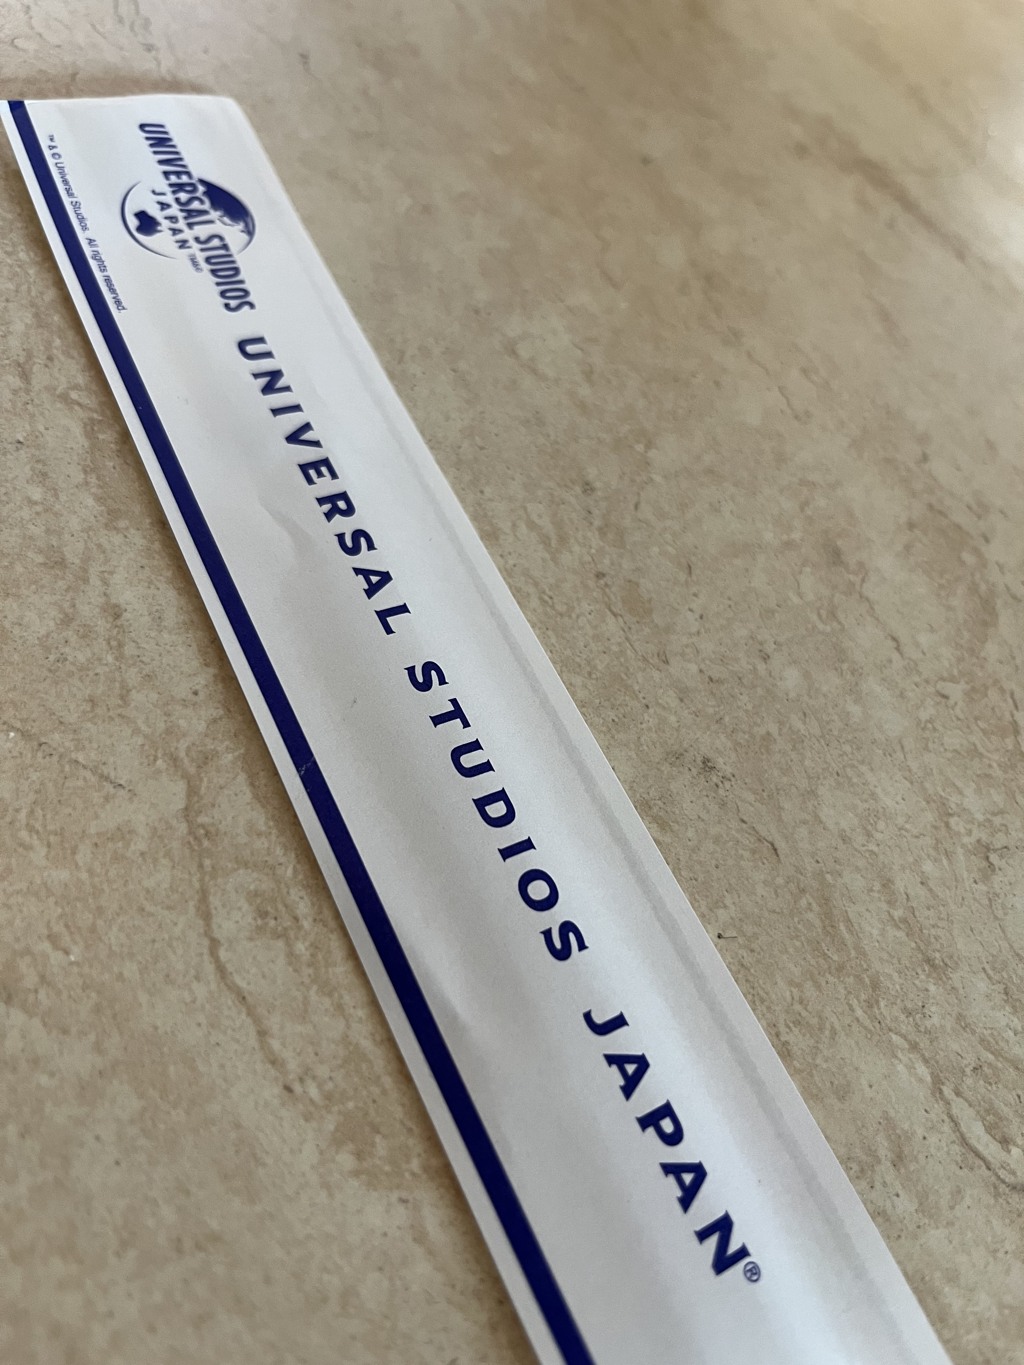 UNIVERSAL STUDIOS
JAPAN
™ & © Universal Studios. All rights reserved.
UNIVERSAL STUDIOS JAPAN®